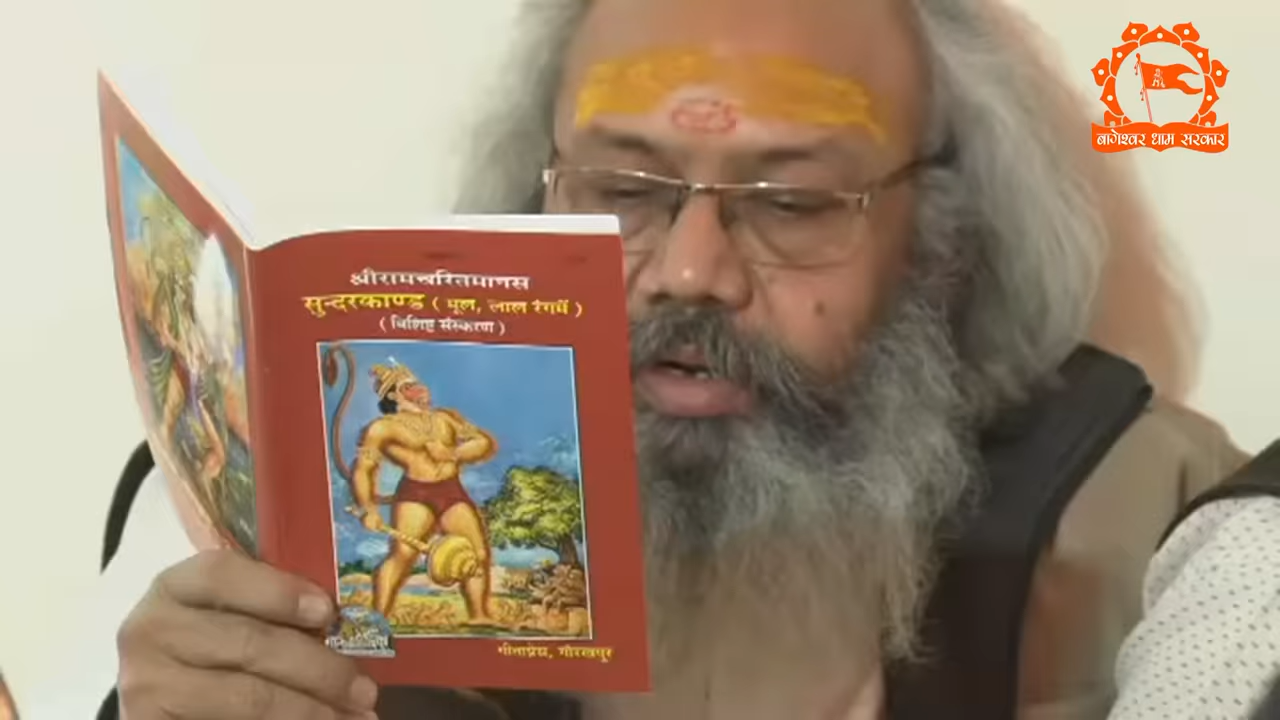 बागेश्वर धाम सरकार
श्रीरामचरितमानस
सुन्दरकाण्ड ( मूल, लाल रंगमें )
( विशिष्ट संस्करण )
गीताप्रेस, गोरखपुर